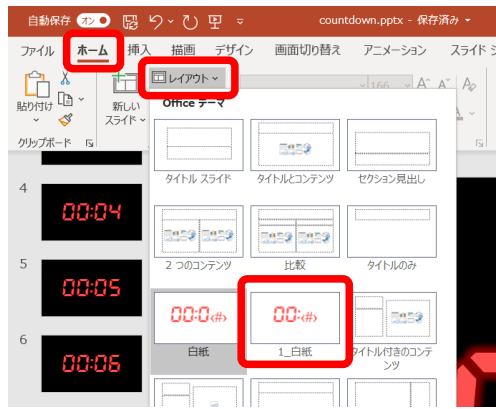 自動保存 オン countdown.pptx - 保存済み
ファイル ホーム 挿入 描画 デザイン 画面切り替え アニメーション スライド
貼り付け
新しい
スライド
レイアウト
166
クリップボード
Office テーマ
タイトル スライド タイトルとコンテンツ セクション見出し
2 つのコンテンツ 比較 タイトルのみ
00:0‹#› 00:‹#›
白紙 1_白紙 タイトル付きのコンテ
ンツ
4
00:04
5
00:05
6
00:06